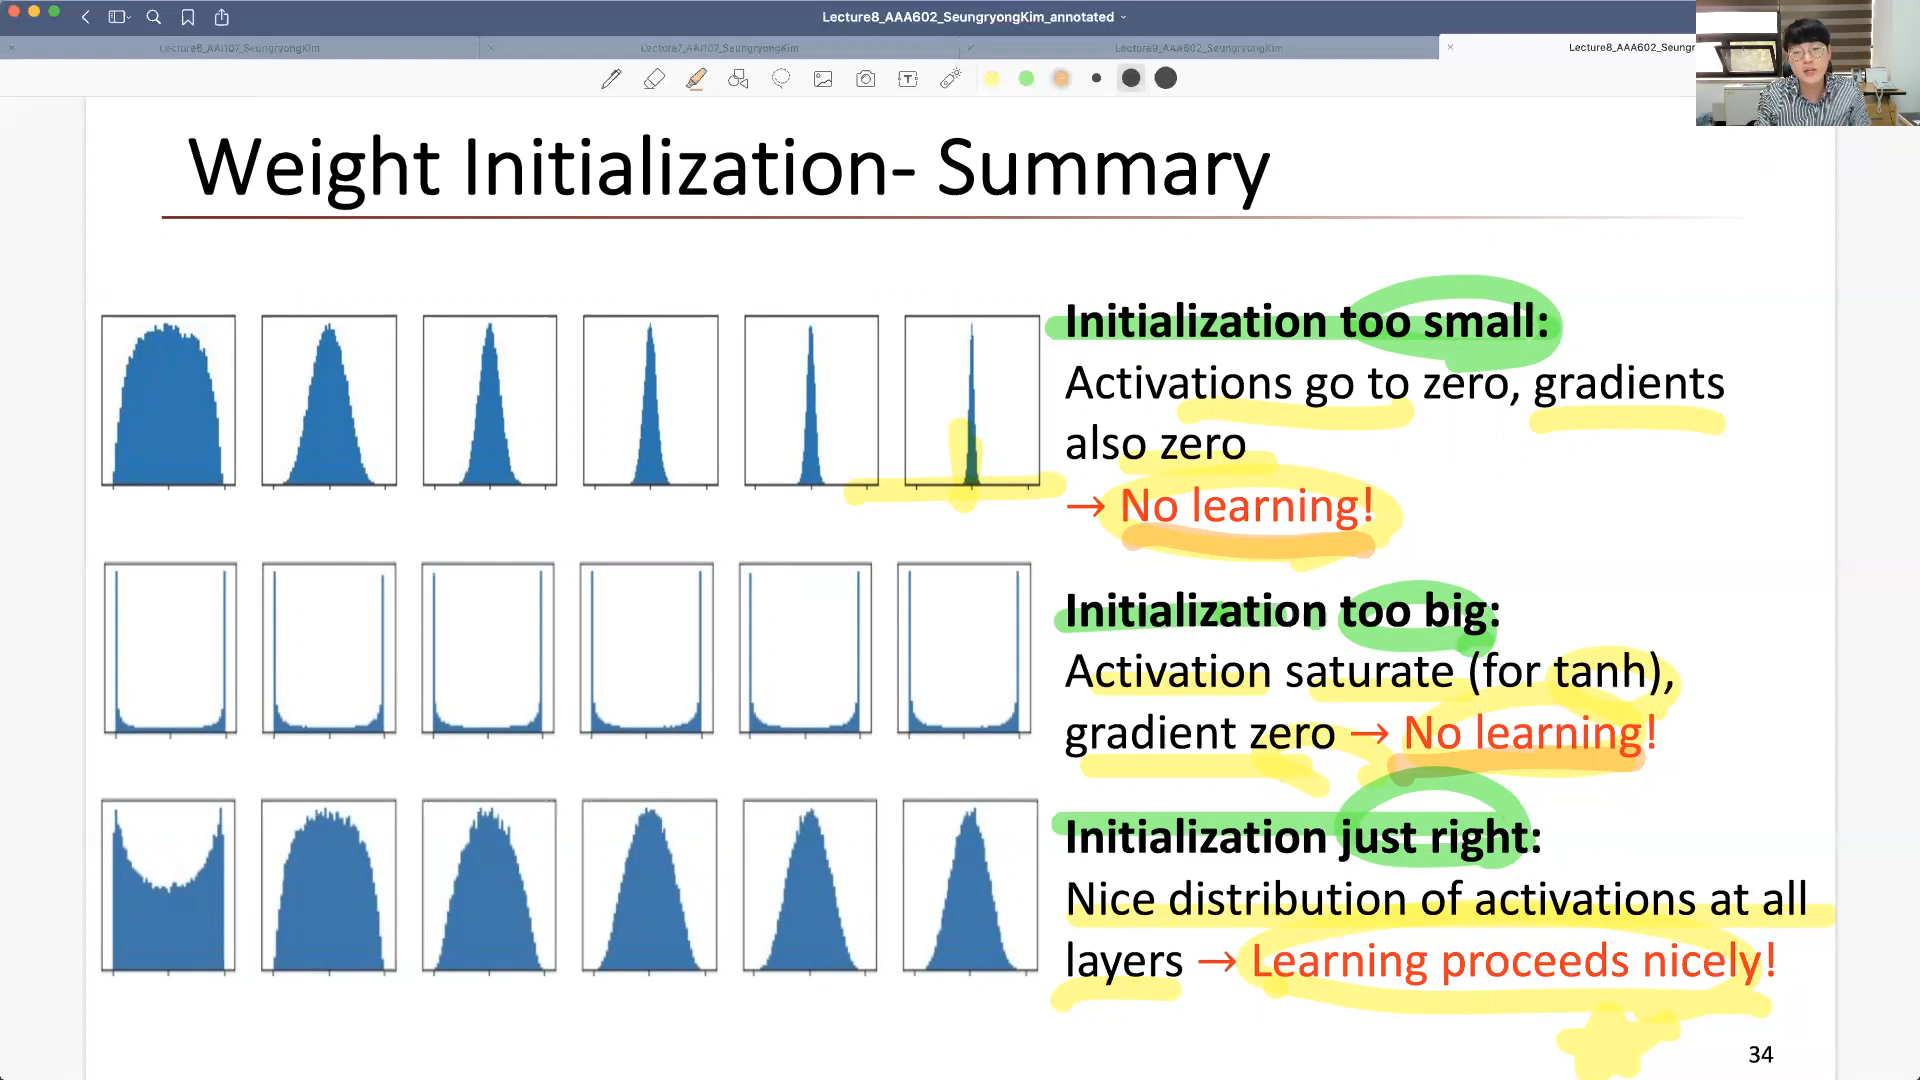 Lecture8_AAA602_SeungryongKim_annotated
Lecture6_AAI107_SeungryongKim
Lecture7_AAI107_SeungryongKim
Lecture9_AAA602_SeungryongKim
Lecture8_AAA602_Seungr
Weight Initialization- Summary
Initialization too small:
Activations go to zero, gradients
also zero
→ No learning!
Initialization too big:
Activation saturate (for tanh),
gradient zero → No learning!
Initialization just right:
Nice distribution of activations at all
layers → Learning proceeds nicely!
34